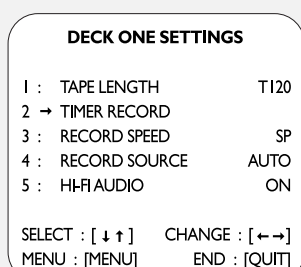 DECK ONE SETTINGS
1 : TAPE LENGTH T120
2 → TIMER RECORD
3 : RECORD SPEED SP
4 : RECORD SOURCE AUTO
5 : HI-FI AUDIO ON
SELECT : [↓↑] CHANGE : [←→]
MENU : [MENU] END : [QUIT]